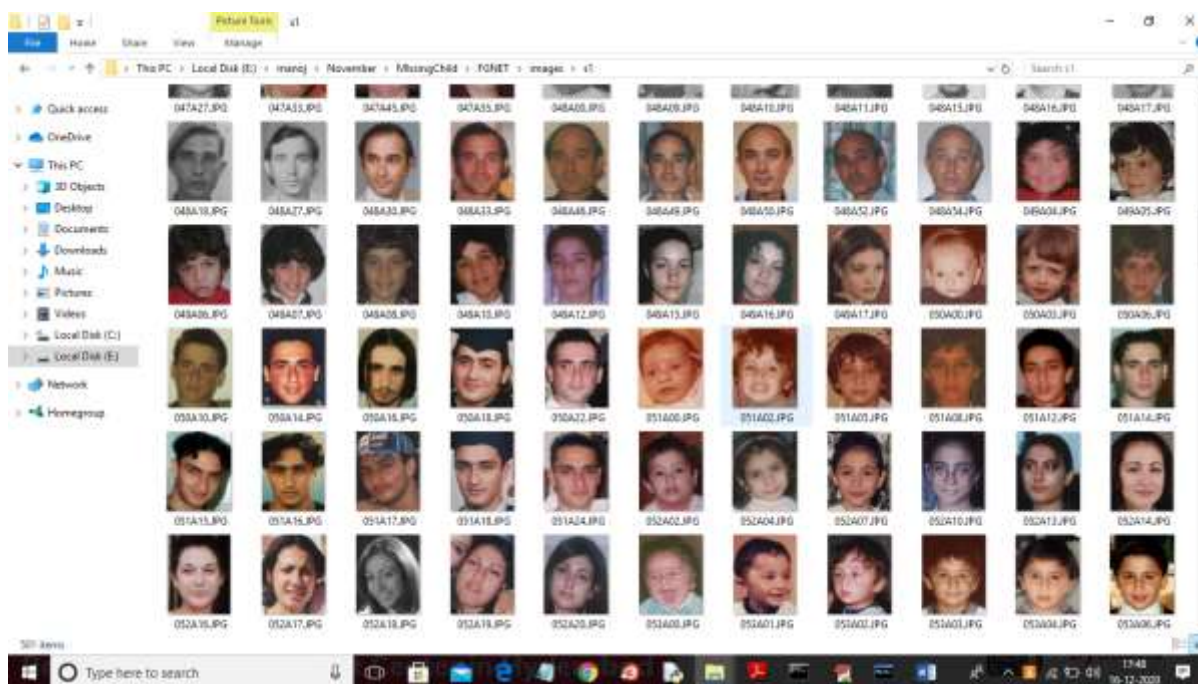 Picture Tools s1
File Home Share View Manage
This PC › Local Disk (E:) › manoj › November › MissingChild › FGNET › images › s1
Search s1
Quick access
OneDrive
This PC
3D Objects
Desktop
Documents
Downloads
Music
Pictures
Videos
Local Disk (C:)
Local Disk (E:)
Network
Homegroup
047A27.JPG 047A33.JPG 047A45.JPG 047A55.JPG 048A00.JPG 048A09.JPG 048A10.JPG 048A11.JPG 048A15.JPG 048A16.JPG 048A17.JPG
048A18.JPG 048A27.JPG 048A30.JPG 048A33.JPG 048A46.JPG 048A49.JPG 048A50.JPG 048A52.JPG 048A54.JPG 049A04.JPG 049A05.JPG
049A06.JPG 049A07.JPG 049A08.JPG 049A10.JPG 049A12.JPG 049A15.JPG 049A16.JPG 049A17.JPG 050A00.JPG 050A03.JPG 050A06.JPG
050A10.JPG 050A14.JPG 050A16.JPG 050A18.JPG 050A22.JPG 051A00.JPG 051A02.JPG 051A05.JPG 051A08.JPG 051A12.JPG 051A14.JPG
051A15.JPG 051A16.JPG 051A17.JPG 051A18.JPG 051A24.JPG 052A02.JPG 052A04.JPG 052A07.JPG 052A10.JPG 052A13.JPG 052A14.JPG
052A16.JPG 052A17.JPG 052A18.JPG 052A19.JPG 052A20.JPG 053A00.JPG 053A01.JPG 053A02.JPG 053A03.JPG 053A04.JPG 053A06.JPG
501 items
Type here to search
17:48
16-12-2020